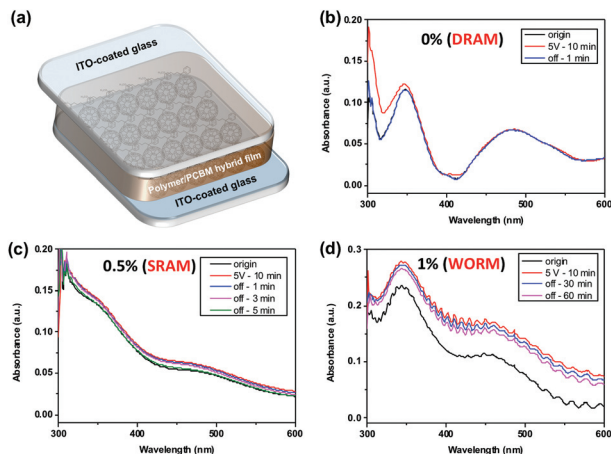 (a)
ITO-coated glass
Polymer/PCBM hybrid film
ITO-coated glass
(b)
0% (DRAM)
origin
5V - 10 min
off - 1 min
0.20
0.15
0.10
0.05
0.00
Absorbance (a.u.)
300 400 500 600
Wavelength (nm)
(c)
0.5% (SRAM)
origin
5V - 10 min
off - 1 min
off - 3 min
off - 5 min
0.20
0.15
0.10
0.05
0.00
Absorbance (a.u.)
300 400 500 600
Wavelength (nm)
(d)
1% (WORM)
origin
5 V - 10 min
off - 30 min
off - 60 min
0.3
0.2
0.1
0.0
Absorbance (a.u.)
300 400 500 600
Wavelength (nm)